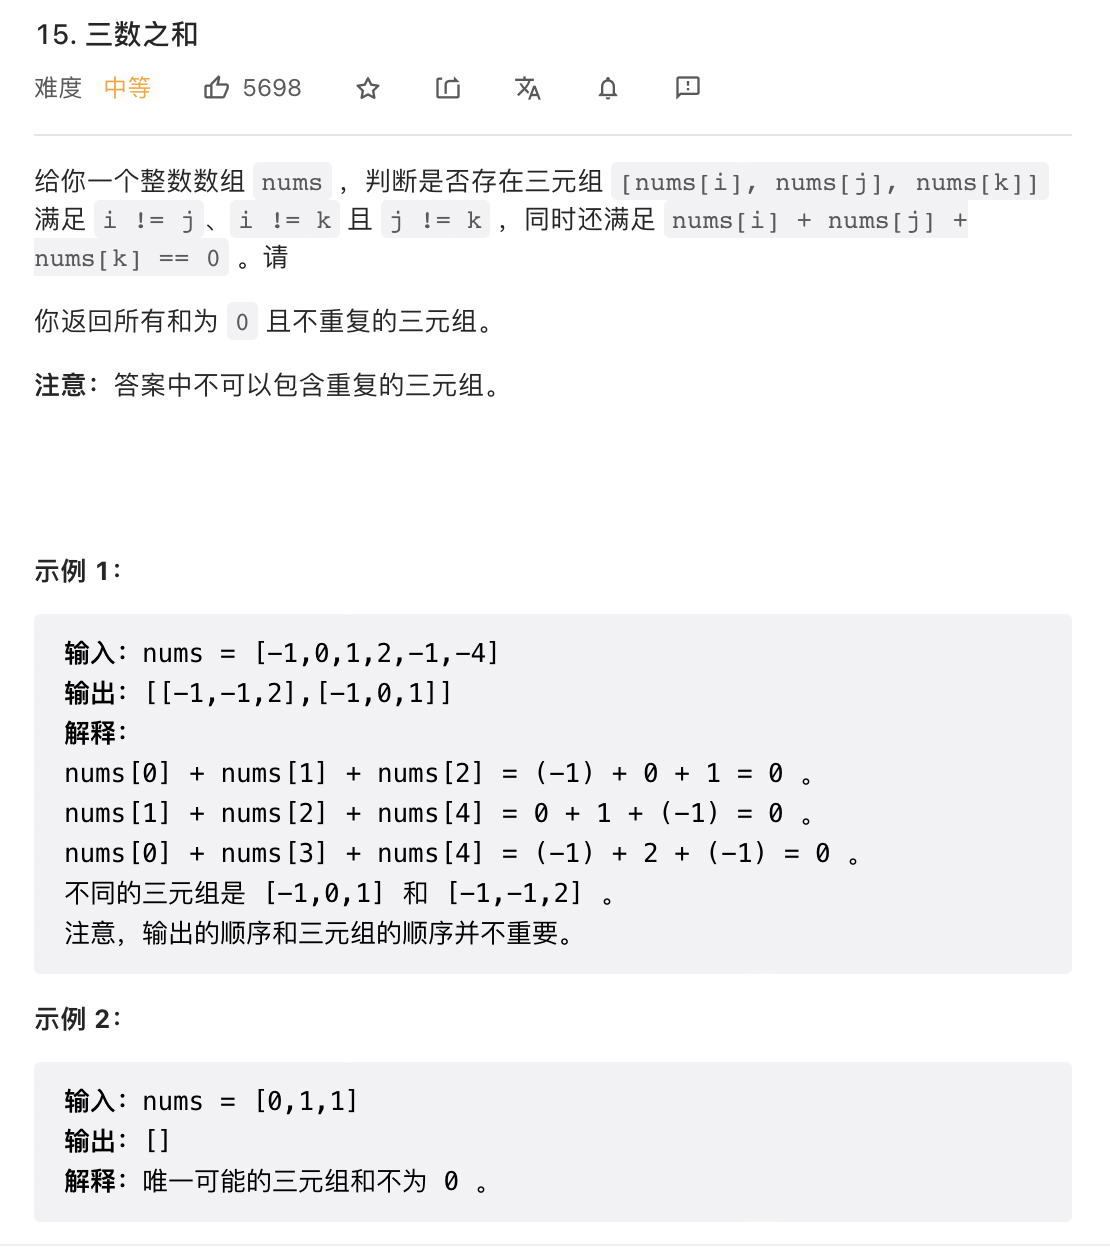 15. 三数之和
难度 中等 5698
给你一个整数数组 nums ，判断是否存在三元组 [nums[i], nums[j], nums[k]]
满足 i != j、i != k 且 j != k ，同时还满足 nums[i] + nums[j] +
nums[k] == 0 。请
你返回所有和为 0 且不重复的三元组。
注意：答案中不可以包含重复的三元组。
示例 1：
输入：nums = [-1,0,1,2,-1,-4]
输出：[[-1,-1,2],[-1,0,1]]
解释：
nums[0] + nums[1] + nums[2] = (-1) + 0 + 1 = 0 。
nums[1] + nums[2] + nums[4] = 0 + 1 + (-1) = 0 。
nums[0] + nums[3] + nums[4] = (-1) + 2 + (-1) = 0 。
不同的三元组是 [-1,0,1] 和 [-1,-1,2] 。
注意，输出的顺序和三元组的顺序并不重要。
示例 2：
输入：nums = [0,1,1]
输出：[]
解释：唯一可能的三元组和不为 0 。